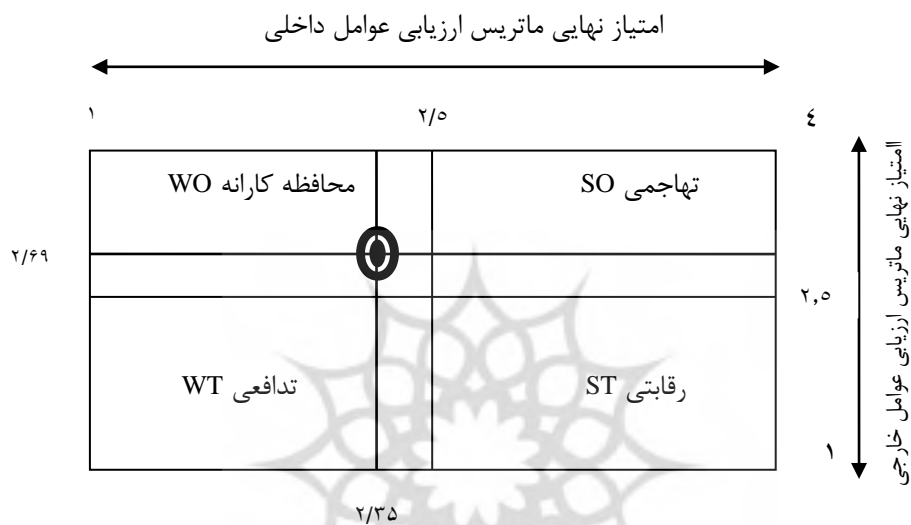 امتیاز نهایی ماتریس ارزیابی عوامل داخلی
۱ ۲/۵ ٤
محافظه کارانه WO تهاجمی SO
۲/۶۹ ۲٫۵
تدافعی WT رقابتی ST
۱
۲/۳۵
اامتیاز نهایی ماتریس ارزیابی عوامل خارجی